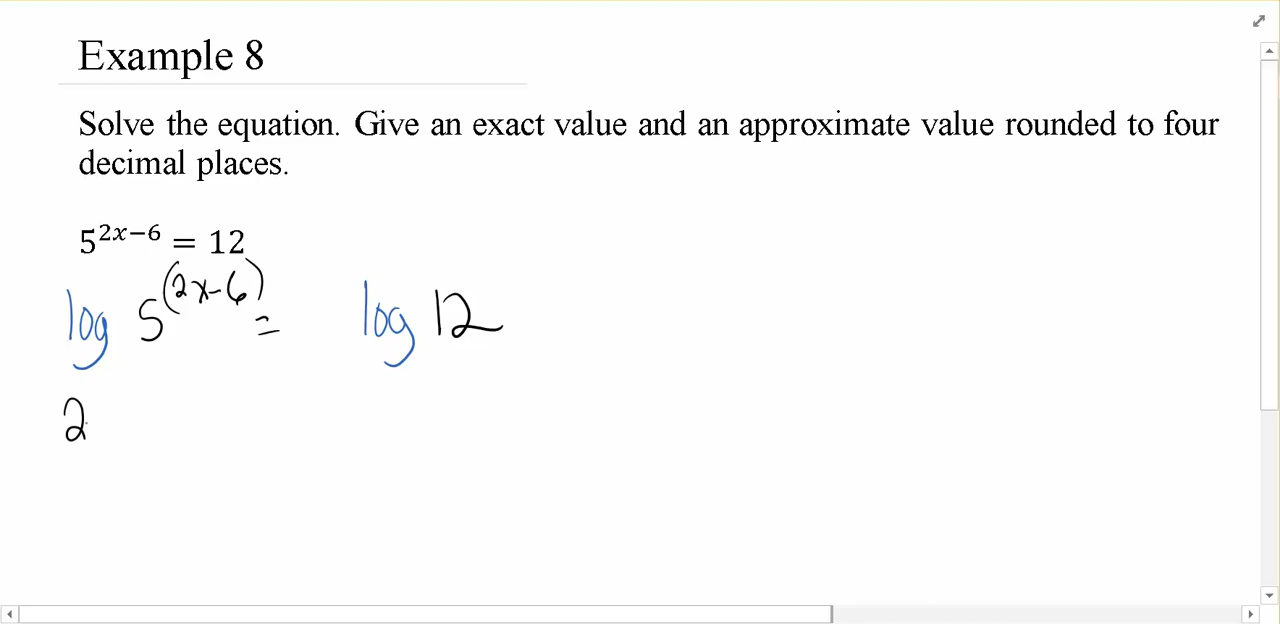 Example 8
Solve the equation. Give an exact value and an approximate value rounded to four
decimal places.
5^{2x−6} = 12
log 5^{(2x-6)} = log 12
2